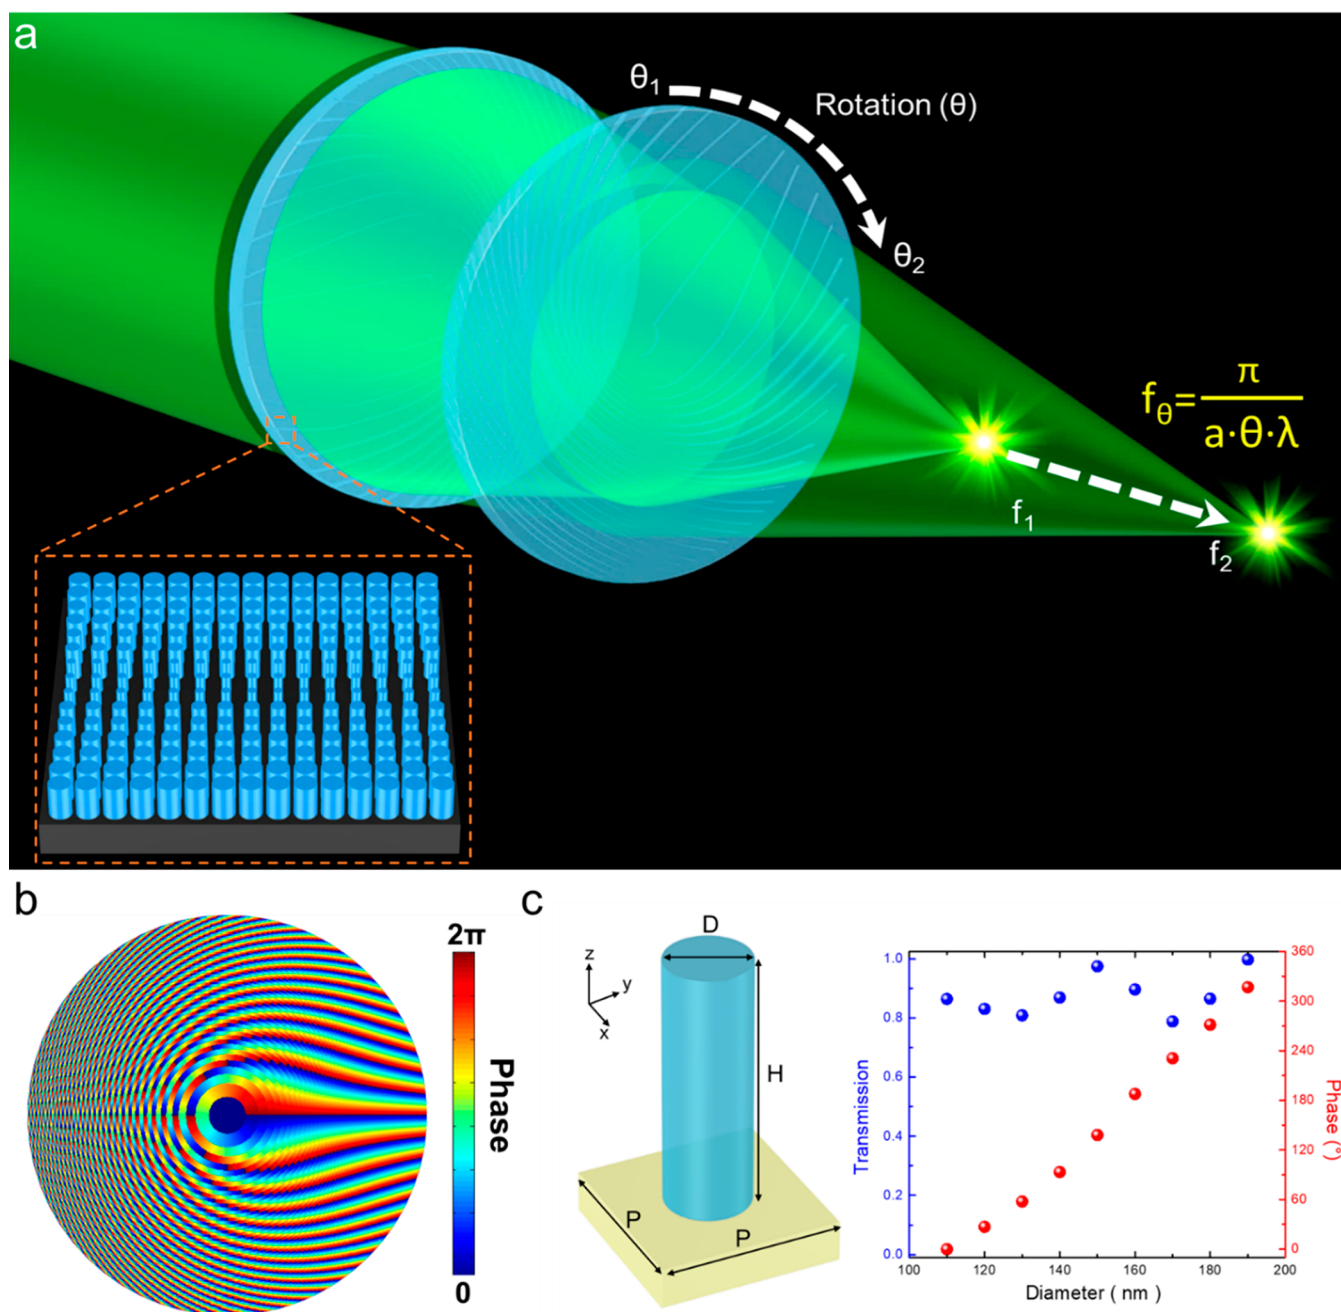 a
θ1
Rotation (θ)
θ2
fθ=π/a·θ·λ
f1
f2
b
2π
Phase
0
c
D
z
y
x
H
P
P
1.0
0.8
0.6
0.4
0.2
0.0
Transmission
360
300
240
180
120
60
0
Phase (°)
100
120
140
160
180
200
Diameter ( nm )